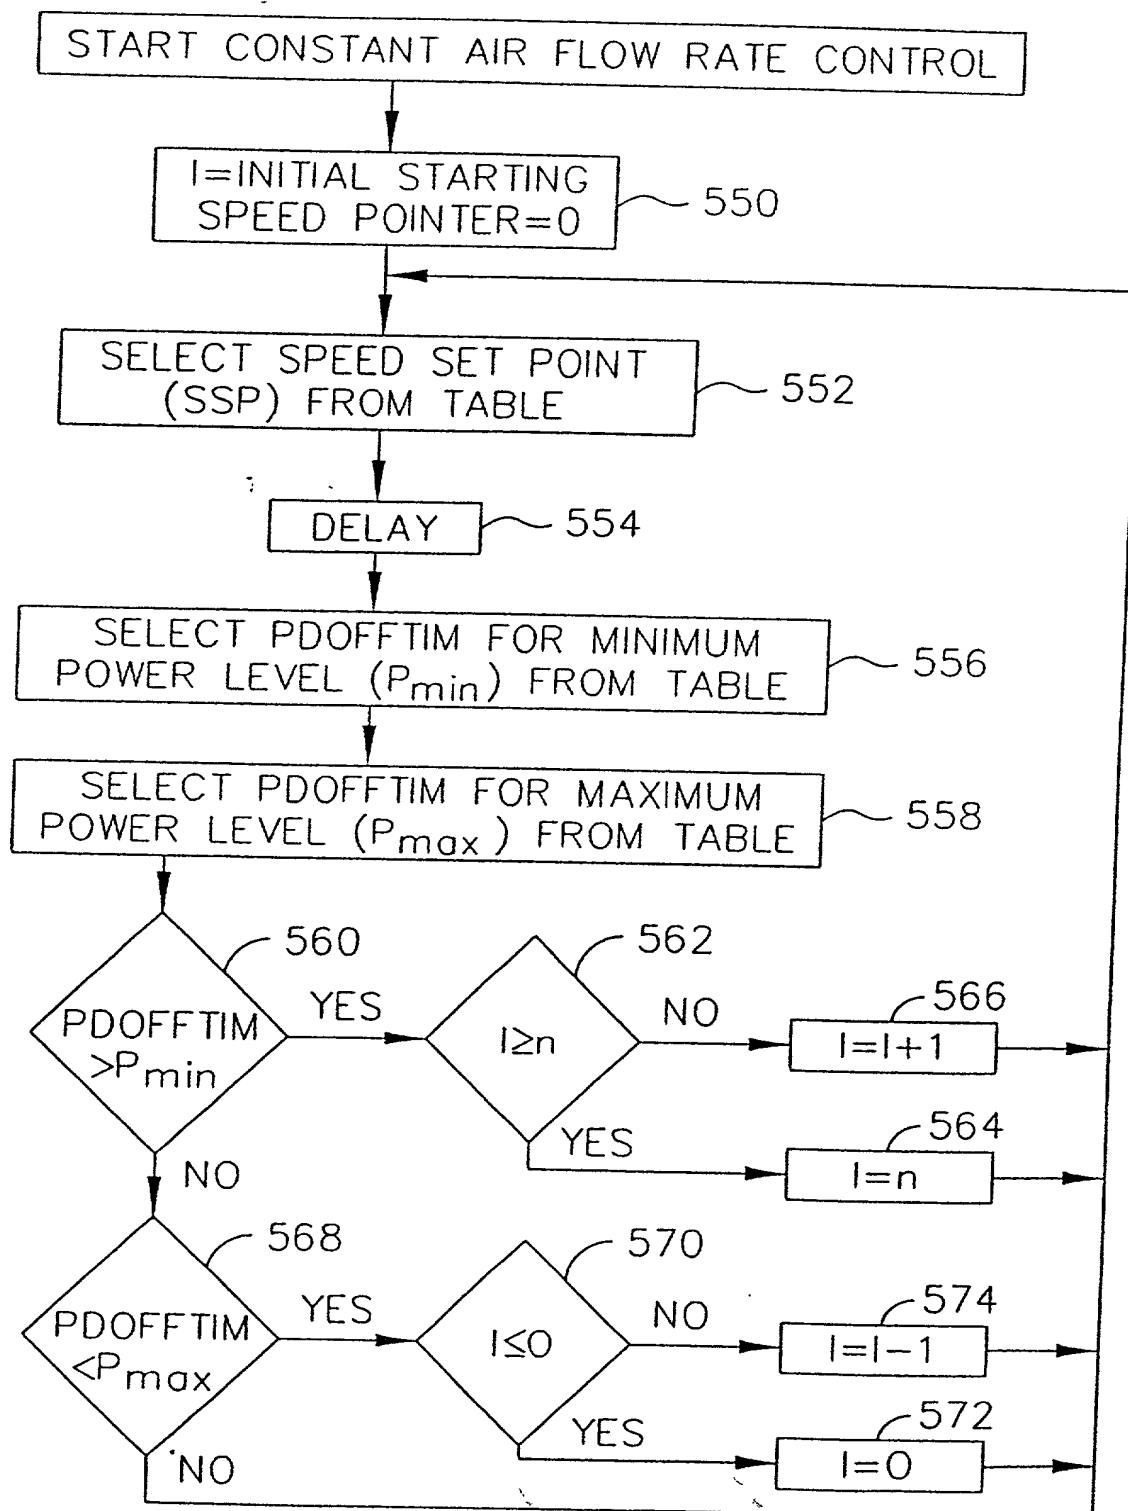 START CONSTANT AIR FLOW RATE CONTROL
I=INITIAL STARTING
SPEED POINTER=0
550
SELECT SPEED SET POINT
(SSP) FROM TABLE
552
DELAY
554
SELECT PDOFFTIM FOR MINIMUM
POWER LEVEL (Pmin) FROM TABLE
556
SELECT PDOFFTIM FOR MAXIMUM
POWER LEVEL (Pmax) FROM TABLE
558
560
PDOFFTIM
>Pmin
YES
562
I≥n
NO
566
I=I+1
YES
564
I=n
NO
568
PDOFFTIM
<Pmax
YES
570
I≤0
NO
574
I=I-1
YES
572
I=0
NO